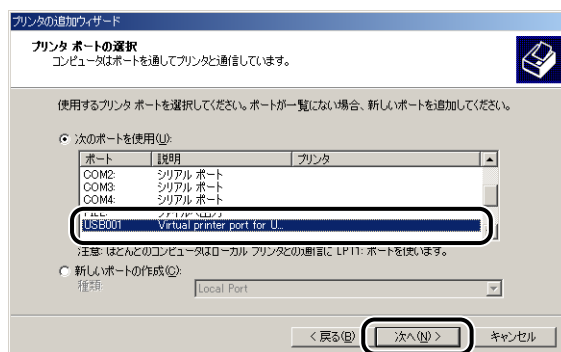 プリンタの追加ウィザード
プリンタ ポートの選択
コンピュータはポートを通してプリンタと通信しています。
使用するプリンタ ポートを選択してください。ポートが一覧にない場合、新しいポートを追加してください。
次のポートを使用(U):
ポート 説明 プリンタ
COM2: シリアル ポート
COM3: シリアル ポート
COM4: シリアル ポート
FILE: ファイルへ出力
USB001 Virtual printer port for U...
注意: ほとんどのコンピュータはローカル プリンタとの通信に LPT1: ポートを使います。
新しいポートの作成(C):
種類: Local Port
< 戻る(B) 次へ(N) > キャンセル